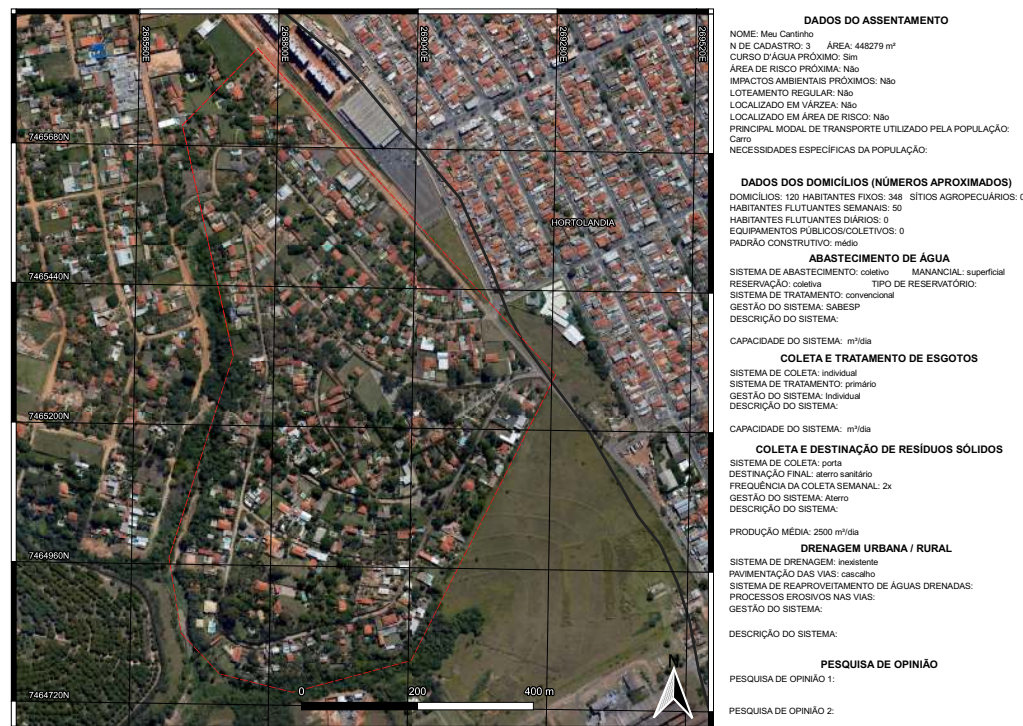 268560E
268800E
269040E
269280E
269520E
7465680N
HORTOLANDIA
7465440N
7465200N
7464960N
7464720N
0 200 400 m
N
DADOS DO ASSENTAMENTO
NOME: Meu Cantinho
N DE CADASTRO: 3 ÁREA: 448279 m²
CURSO D'ÁGUA PRÓXIMO: Sim
ÁREA DE RISCO PRÓXIMA: Não
IMPACTOS AMBIENTAIS PRÓXIMOS: Não
LOTEAMENTO REGULAR: Não
LOCALIZADO EM VÁRZEA: Não
LOCALIZADO EM ÁREA DE RISCO: Não
PRINCIPAL MODAL DE TRANSPORTE UTILIZADO PELA POPULAÇÃO:
Carro
NECESSIDADES ESPECÍFICAS DA POPULAÇÃO:
DADOS DOS DOMICÍLIOS (NÚMEROS APROXIMADOS)
DOMICÍLIOS: 120 HABITANTES FIXOS: 348 SÍTIOS AGROPECUÁRIOS: 0
HABITANTES FLUTUANTES SEMANAIS: 50
HABITANTES FLUTUANTES DIÁRIOS: 0
EQUIPAMENTOS PÚBLICOS/COLETIVOS: 0
PADRÃO CONSTRUTIVO: médio
ABASTECIMENTO DE ÁGUA
SISTEMA DE ABASTECIMENTO: coletivo MANANCIAL: superficial
RESERVAÇÃO: coletiva TIPO DE RESERVATÓRIO:
SISTEMA DE TRATAMENTO: convencional
GESTÃO DO SISTEMA: SABESP
DESCRIÇÃO DO SISTEMA:
CAPACIDADE DO SISTEMA: m³/dia
COLETA E TRATAMENTO DE ESGOTOS
SISTEMA DE COLETA: individual
SISTEMA DE TRATAMENTO: primário
GESTÃO DO SISTEMA: Individual
DESCRIÇÃO DO SISTEMA:
CAPACIDADE DO SISTEMA: m³/dia
COLETA E DESTINAÇÃO DE RESÍDUOS SÓLIDOS
SISTEMA DE COLETA: porta
DESTINAÇÃO FINAL: aterro sanitário
FREQUÊNCIA DA COLETA SEMANAL: 2x
GESTÃO DO SISTEMA: Aterro
DESCRIÇÃO DO SISTEMA:
PRODUÇÃO MÉDIA: 2500 m³/dia
DRENAGEM URBANA / RURAL
SISTEMA DE DRENAGEM: inexistente
PAVIMENTAÇÃO DAS VIAS: cascalho
SISTEMA DE REAPROVEITAMENTO DE ÁGUAS DRENADAS:
PROCESSOS EROSIVOS NAS VIAS:
GESTÃO DO SISTEMA:
DESCRIÇÃO DO SISTEMA:
PESQUISA DE OPINIÃO
PESQUISA DE OPINIÃO 1:
PESQUISA DE OPINIÃO 2: